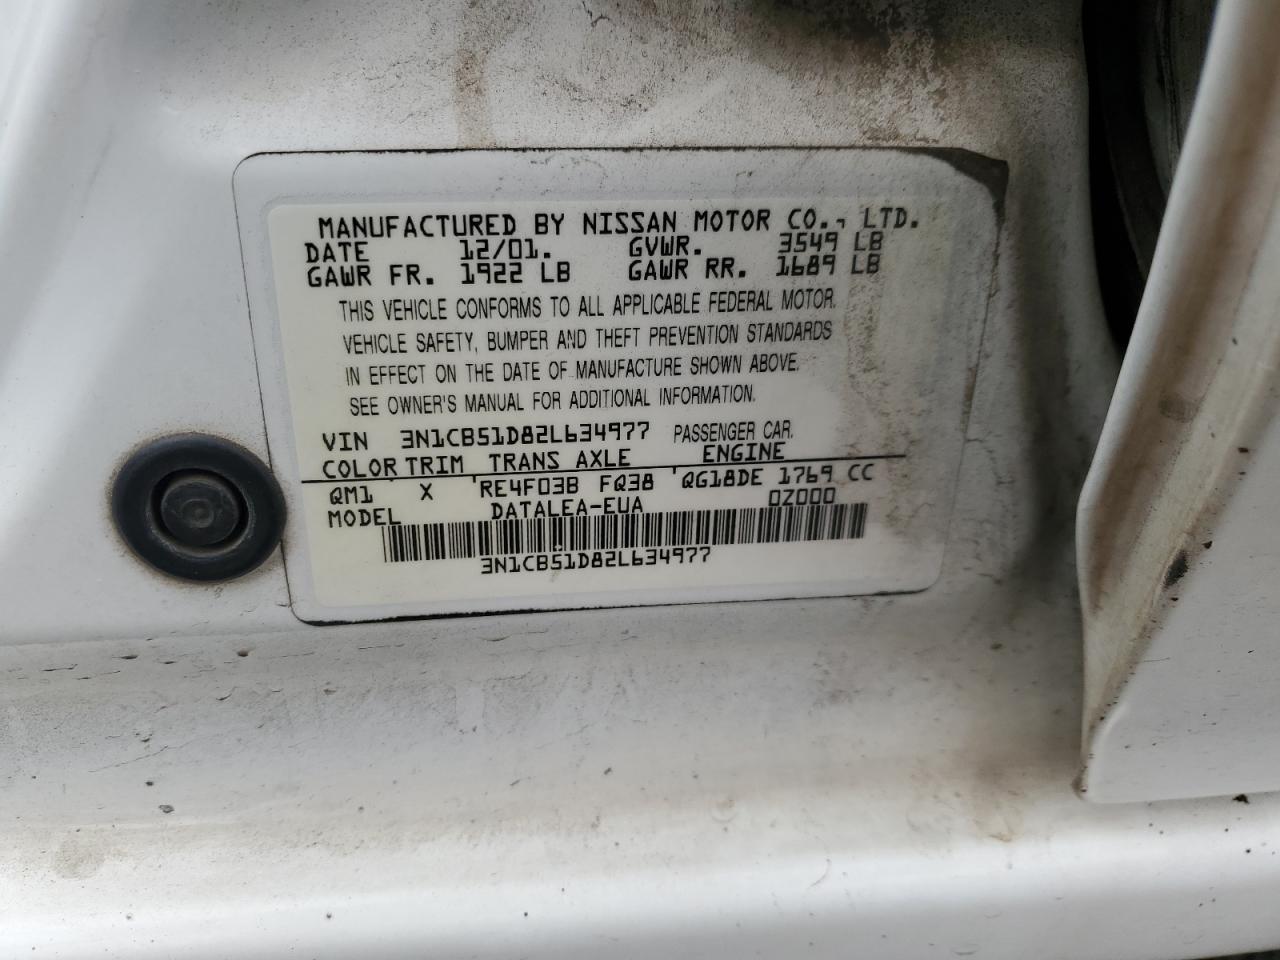 MANUFACTURED BY NISSAN MOTOR CO., LTD.
DATE 12/01. GVWR. 3549 LB
GAWR FR. 1922 LB GAWR RR. 1689 LB
THIS VEHICLE CONFORMS TO ALL APPLICABLE FEDERAL MOTOR
VEHICLE SAFETY, BUMPER AND THEFT PREVENTION STANDARDS
IN EFFECT ON THE DATE OF MANUFACTURE SHOWN ABOVE.
SEE OWNER'S MANUAL FOR ADDITIONAL INFORMATION.
VIN 3N1CB51D82L634977 PASSENGER CAR.
COLOR TRIM TRANS AXLE ENGINE
QM1 X RE4F03B FQ38 QG18DE 1769 CC
MODEL DATALEA-EUA 0Z000
3N1CB51D82L634977